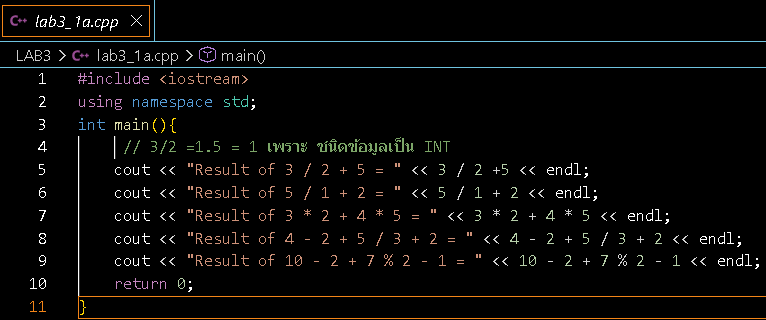 C++ lab3_1a.cpp ×
LAB3 > C++ lab3_1a.cpp > main()
1 #include <iostream>
2 using namespace std;
3 int main(){
4 // 3/2 =1.5 = 1 เพราะ ชนิดข้อมูลเป็น INT
5 cout << "Result of 3 / 2 + 5 = " << 3 / 2 +5 << endl;
6 cout << "Result of 5 / 1 + 2 = " << 5 / 1 + 2 << endl;
7 cout << "Result of 3 * 2 + 4 * 5 = " << 3 * 2 + 4 * 5 << endl;
8 cout << "Result of 4 - 2 + 5 / 3 + 2 = " << 4 - 2 + 5 / 3 + 2 << endl;
9 cout << "Result of 10 - 2 + 7 % 2 - 1 = " << 10 - 2 + 7 % 2 - 1 << endl;
10 return 0;
11 }